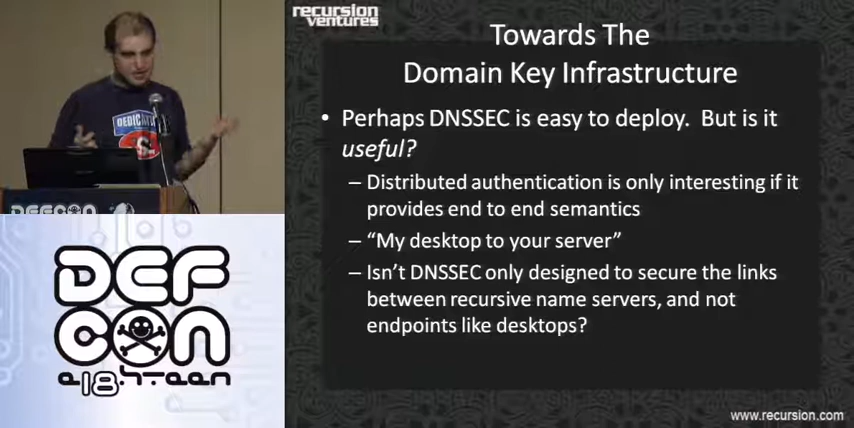 recursion
ventures
Towards The
Domain Key Infrastructure
• Perhaps DNSSEC is easy to deploy. But is it
useful?
– Distributed authentication is only interesting if it
provides end to end semantics
– “My desktop to your server”
– Isn’t DNSSEC only designed to secure the links
between recursive name servers, and not
endpoints like desktops?
www.recursion.com
DEFCON
DEF
CON